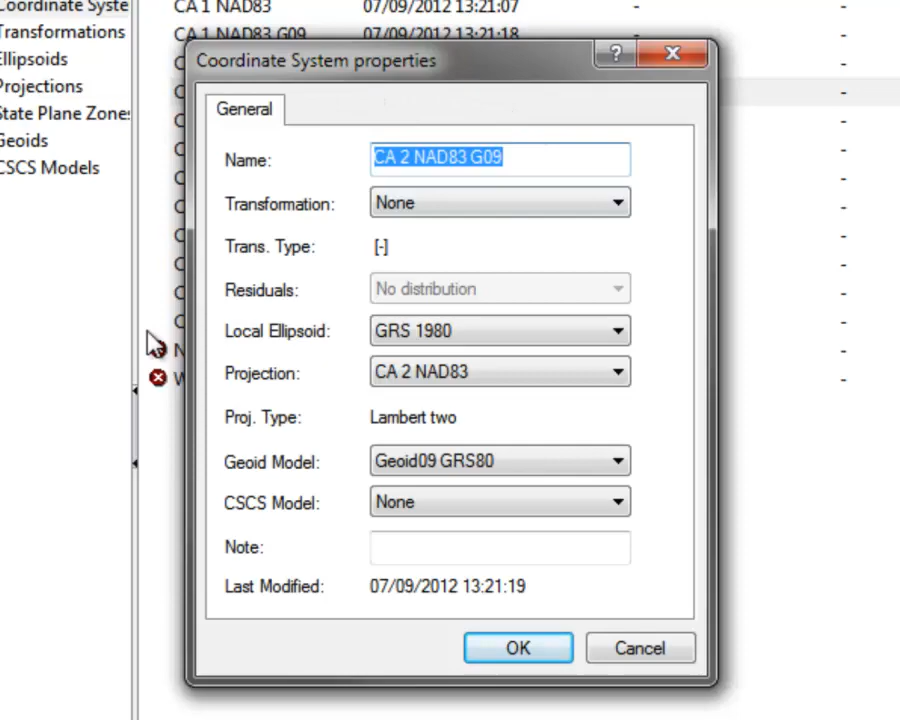 Coordinate Syste
CA 1 NAD83 07/09/2012 13:21:07 - -
Transformations
CA 1 NAD83 G09 07/09/2012 13:21:18 - -
Ellipsoids
Projections
State Plane Zones
Geoids
CSCS Models
Coordinate System properties
?
General
Name: CA 2 NAD83 G09
Transformation: None
Trans. Type: [-]
Residuals: No distribution
Local Ellipsoid: GRS 1980
Projection: CA 2 NAD83
Proj. Type: Lambert two
Geoid Model: Geoid09 GRS80
CSCS Model: None
Note:
Last Modified: 07/09/2012 13:21:19
OK Cancel